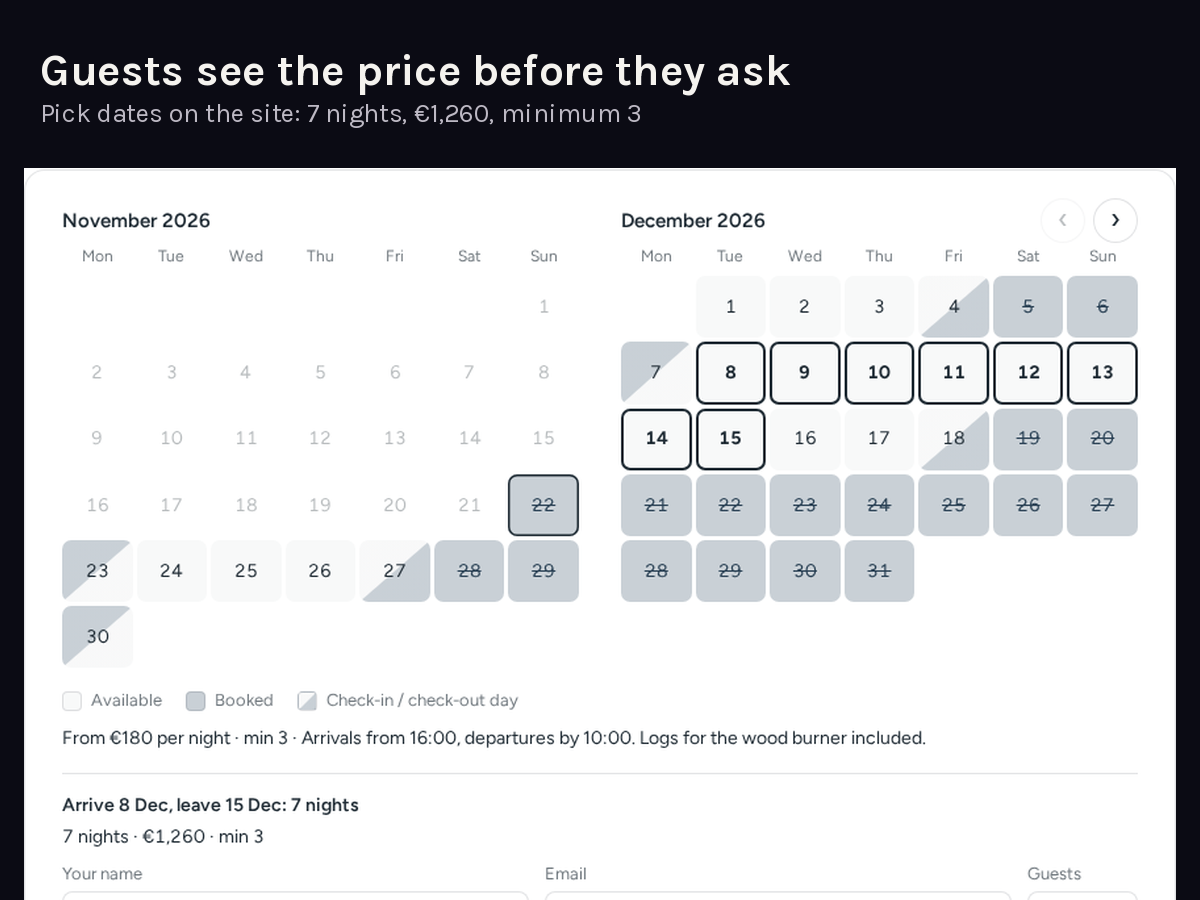 Guests see the price before they ask
Pick dates on the site: 7 nights, €1,260, minimum 3
November 2026
Mon Tue Wed Thu Fri Sat Sun
1
2 3 4 5 6 7 8
9 10 11 12 13 14 15
16 17 18 19 20 21 22
23 24 25 26 27 28 29
30
December 2026
‹ ›
Mon Tue Wed Thu Fri Sat Sun
1 2 3 4 5 6
7 8 9 10 11 12 13
14 15 16 17 18 19 20
21 22 23 24 25 26 27
28 29 30 31
Available Booked Check-in / check-out day
From €180 per night · min 3 · Arrivals from 16:00, departures by 10:00. Logs for the wood burner included.
Arrive 8 Dec, leave 15 Dec: 7 nights
7 nights · €1,260 · min 3
Your name Email Guests